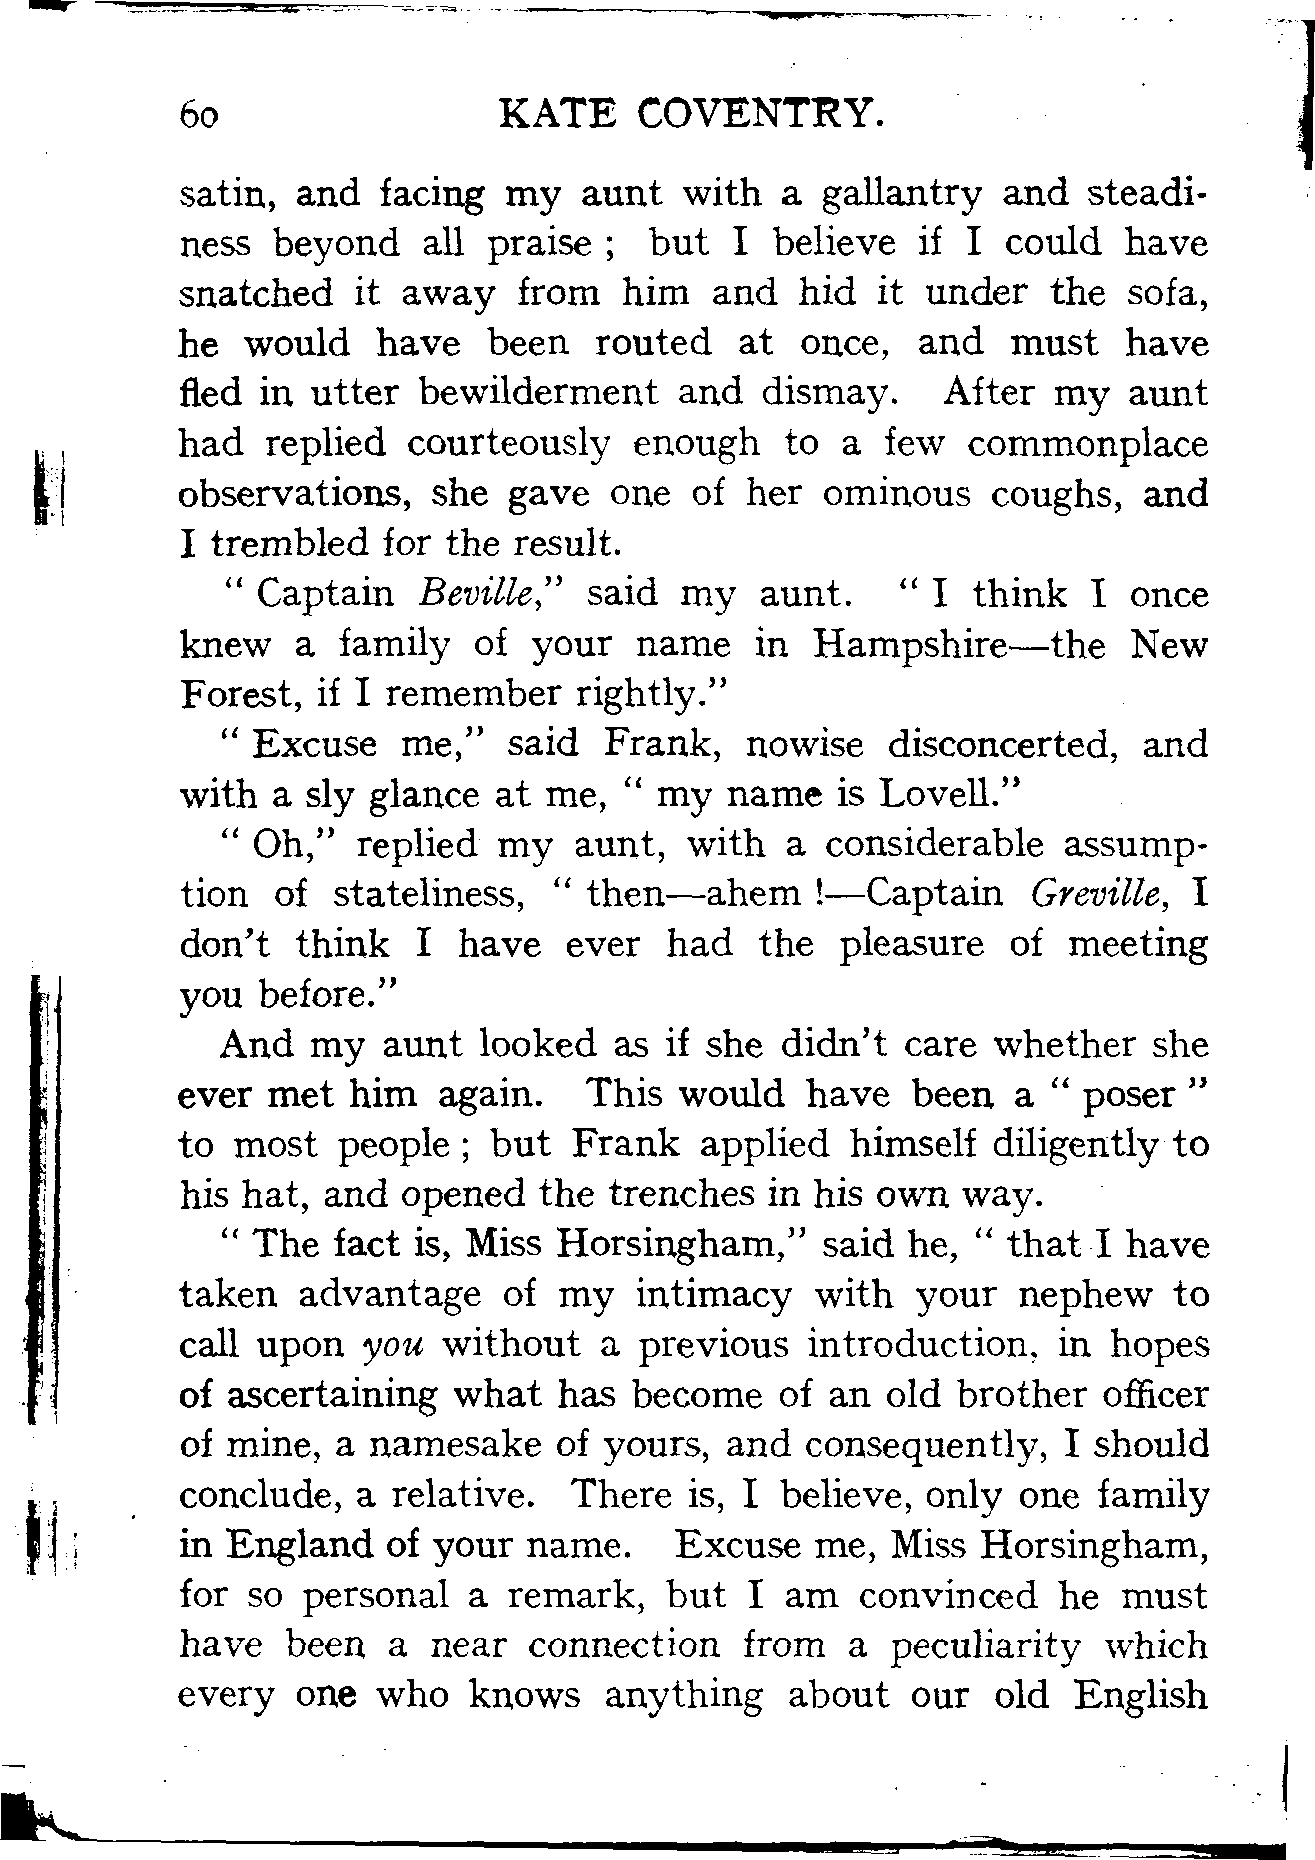 60 KATE COVENTRY.
satin, and facing my aunt with a gallantry and steadi-
ness beyond all praise ; but I believe if I could have
snatched it away from him and hid it under the sofa,
he would have been routed at once, and must have
fled in utter bewilderment and dismay. After my aunt
had replied courteously enough to a few commonplace
observations, she gave one of her ominous coughs, and
I trembled for the result.
“ Captain Beville,” said my aunt. “ I think I once
knew a family of your name in Hampshire—the New
Forest, if I remember rightly.”
“ Excuse me,” said Frank, nowise disconcerted, and
with a sly glance at me, “ my name is Lovell.”
“ Oh,” replied my aunt, with a considerable assump-
tion of stateliness, “ then—ahem !—Captain Greville, I
don’t think I have ever had the pleasure of meeting
you before.”
And my aunt looked as if she didn’t care whether she
ever met him again. This would have been a “ poser ”
to most people ; but Frank applied himself diligently to
his hat, and opened the trenches in his own way.
“ The fact is, Miss Horsingham,” said he, “ that I have
taken advantage of my intimacy with your nephew to
call upon you without a previous introduction, in hopes
of ascertaining what has become of an old brother officer
of mine, a namesake of yours, and consequently, I should
conclude, a relative. There is, I believe, only one family
in England of your name. Excuse me, Miss Horsingham,
for so personal a remark, but I am convinced he must
have been a near connection from a peculiarity which
every one who knows anything about our old English